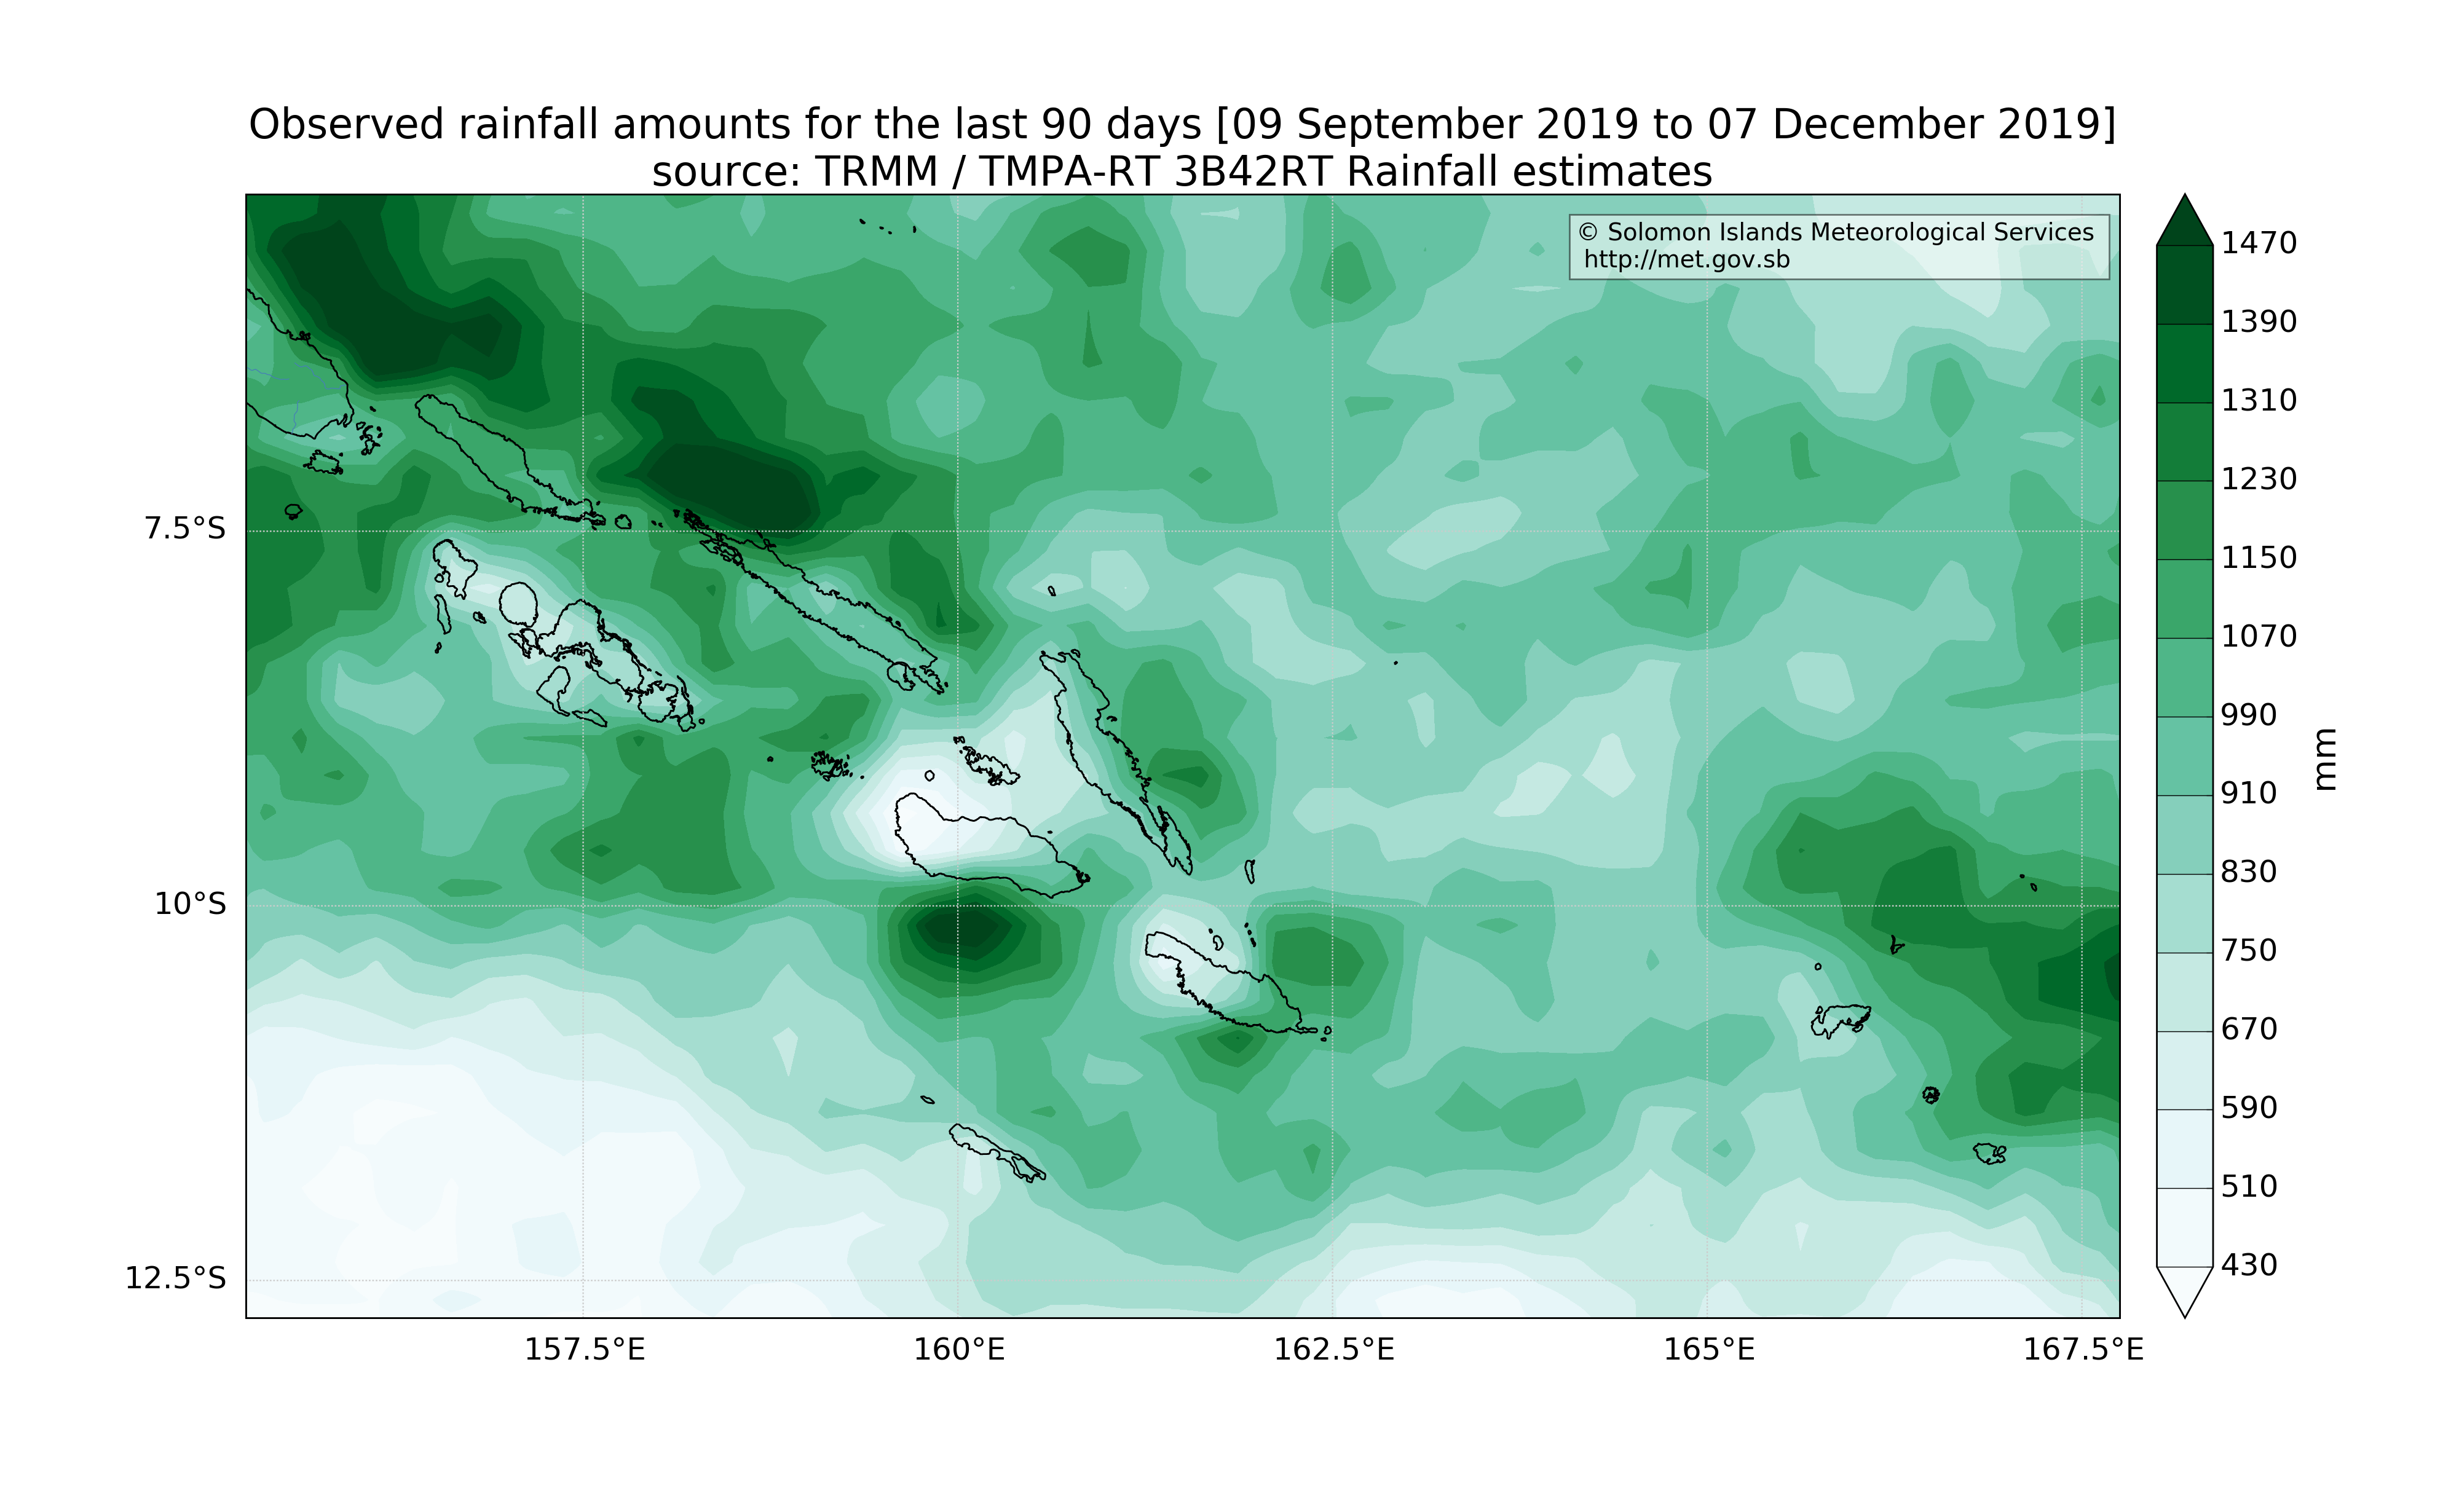 Observed rainfall amounts for the last 90 days [09 September 2019 to 07 December 2019]
source: TRMM / TMPA-RT 3B42RT Rainfall estimates
© Solomon Islands Meteorological Services
http://met.gov.sb
7.5°S
10°S
12.5°S
157.5°E
160°E
162.5°E
165°E
167.5°E
1470
1390
1310
1230
1150
1070
990
910
830
750
670
590
510
430
mm